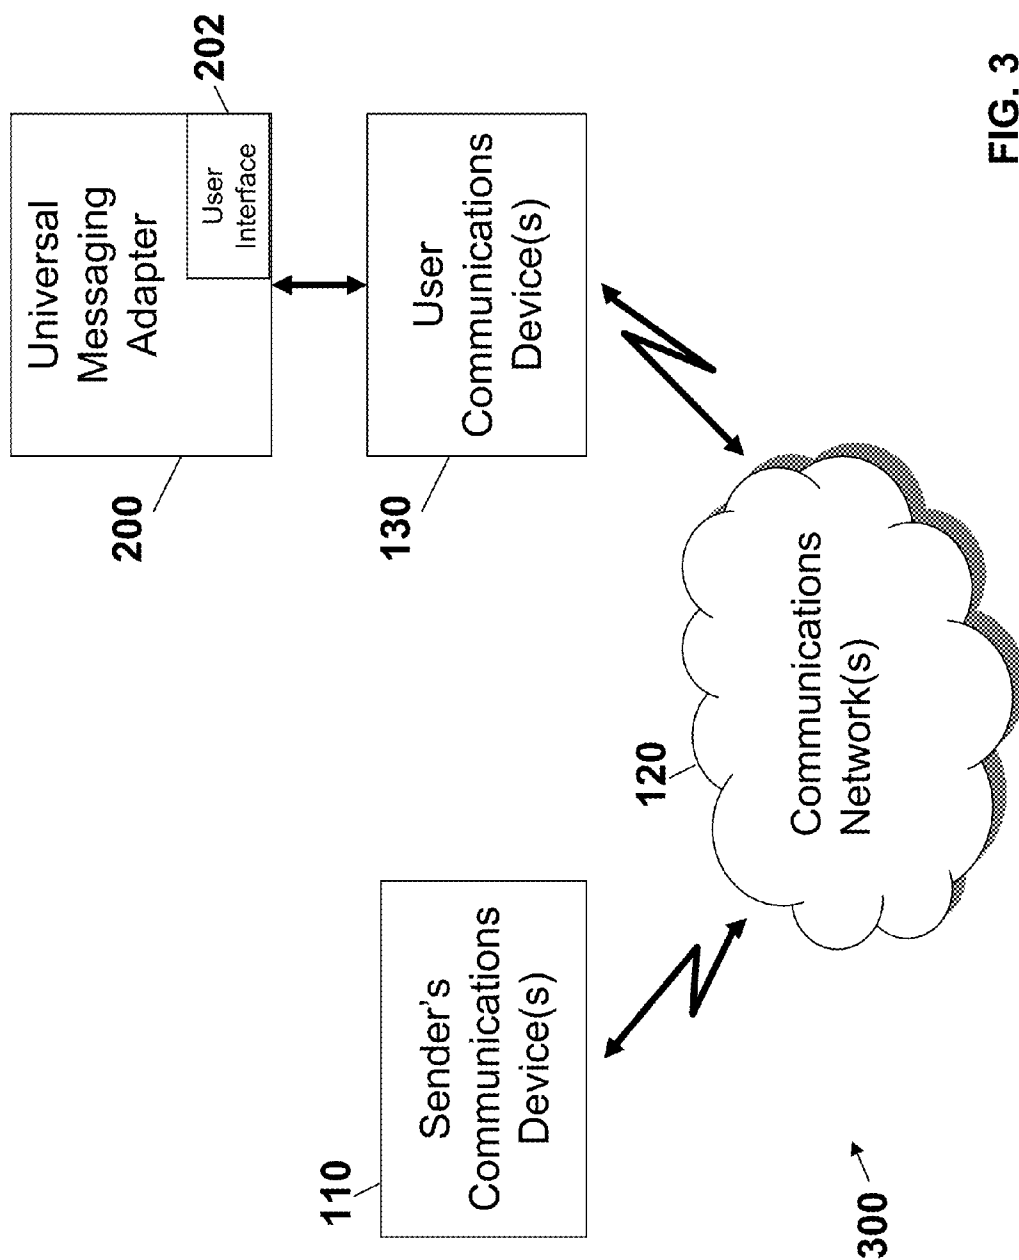 200
Universal
Messaging
Adapter
User
Interface
202
130
User
Communications
Device(s)
110
Sender's
Communications
Device(s)
120
Communications
Network(s)
300
FIG. 3